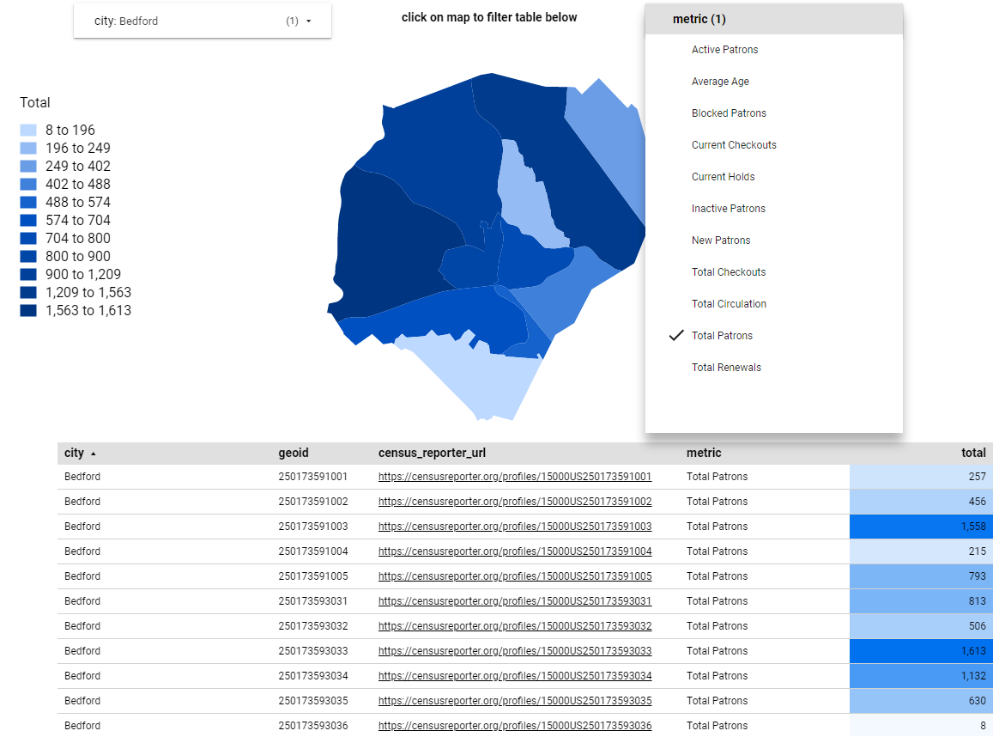 city: Bedford (1)
click on map to filter table below
metric (1)
Active Patrons
Average Age
Blocked Patrons
Current Checkouts
Current Holds
Inactive Patrons
New Patrons
Total Checkouts
Total Circulation
Total Patrons
Total Renewals
Total
8 to 196
196 to 249
249 to 402
402 to 488
488 to 574
574 to 704
704 to 800
800 to 900
900 to 1,209
1,209 to 1,563
1,563 to 1,613
city geoid census_reporter_url metric total
Bedford 250173591001 https://censusreporter.org/profiles/15000US250173591001 Total Patrons 257
Bedford 250173591002 https://censusreporter.org/profiles/15000US250173591002 Total Patrons 456
Bedford 250173591003 https://censusreporter.org/profiles/15000US250173591003 Total Patrons 1,558
Bedford 250173591004 https://censusreporter.org/profiles/15000US250173591004 Total Patrons 215
Bedford 250173591005 https://censusreporter.org/profiles/15000US250173591005 Total Patrons 793
Bedford 250173593031 https://censusreporter.org/profiles/15000US250173593031 Total Patrons 813
Bedford 250173593032 https://censusreporter.org/profiles/15000US250173593032 Total Patrons 506
Bedford 250173593033 https://censusreporter.org/profiles/15000US250173593033 Total Patrons 1,613
Bedford 250173593034 https://censusreporter.org/profiles/15000US250173593034 Total Patrons 1,132
Bedford 250173593035 https://censusreporter.org/profiles/15000US250173593035 Total Patrons 630
Bedford 250173593036 https://censusreporter.org/profiles/15000US250173593036 Total Patrons 8